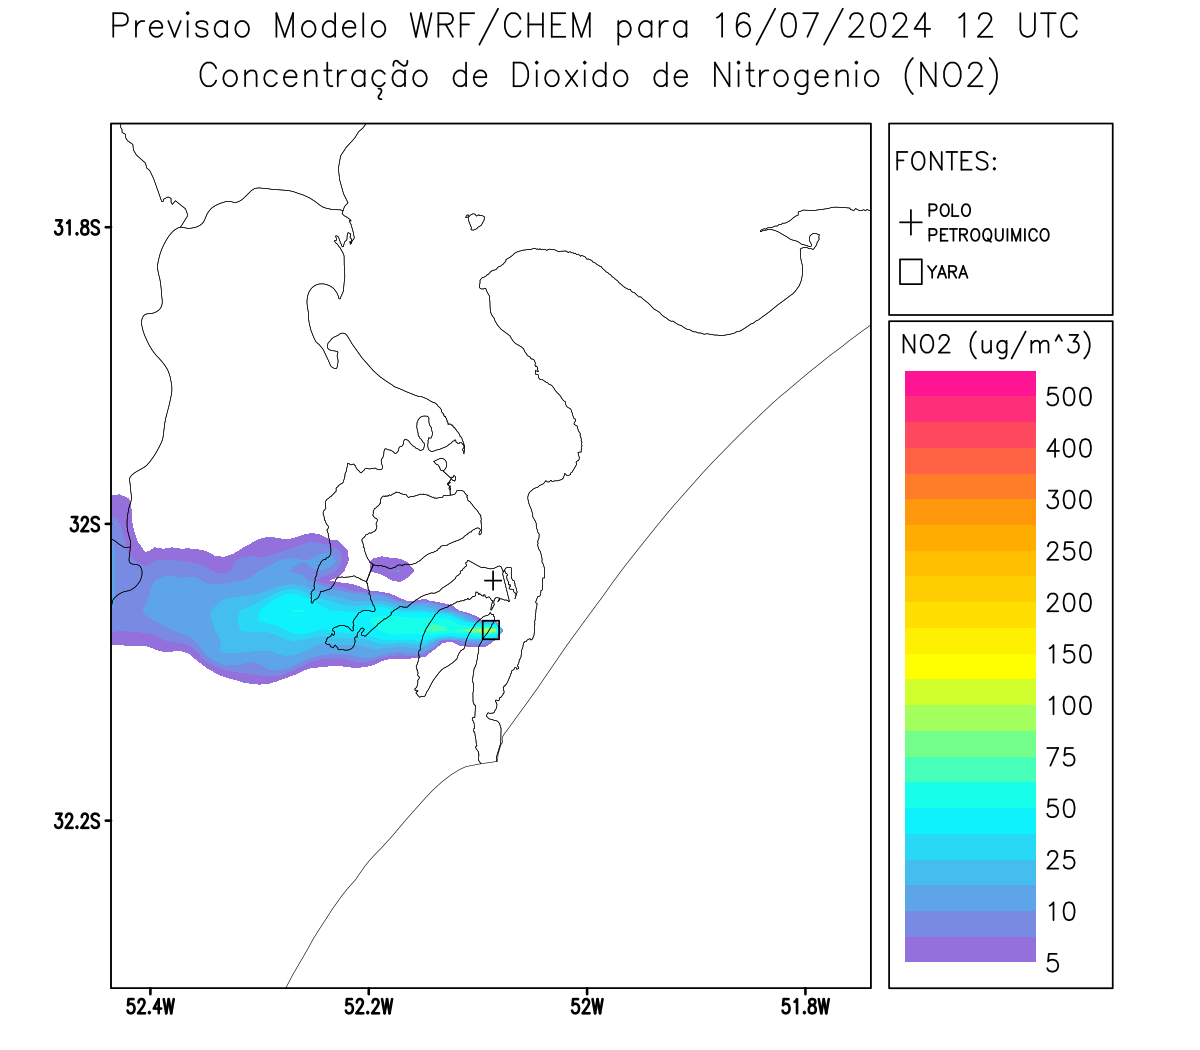 Previsao Modelo WRF/CHEM para 16/07/2024 12 UTC
Concentração de Dioxido de Nitrogenio (NO2)
FONTES:
POLO
PETROQUIMICO
YARA
NO2 (ug/m^3)
500
400
300
250
200
150
100
75
50
25
10
5
31.8S
32S
32.2S
52.4W
52.2W
52W
51.8W